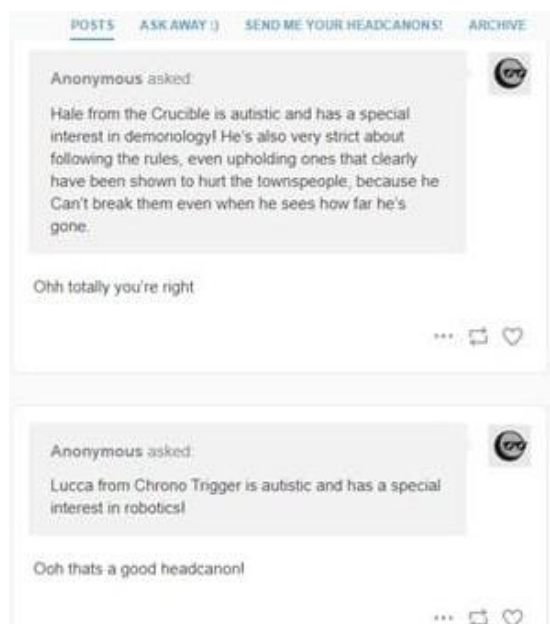 POSTS ASK AWAY :) SEND ME YOUR HEADCANONS! ARCHIVE
Anonymous asked:
Hale from the Crucible is autistic and has a special
interest in demonology! He's also very strict about
following the rules, even upholding ones that clearly
have been shown to hurt the townspeople, because he
Can't break them even when he sees how far he's
gone.
Ohh totally you're right
Anonymous asked:
Lucca from Chrono Trigger is autistic and has a special
interest in robotics!
Ooh thats a good headcanon!